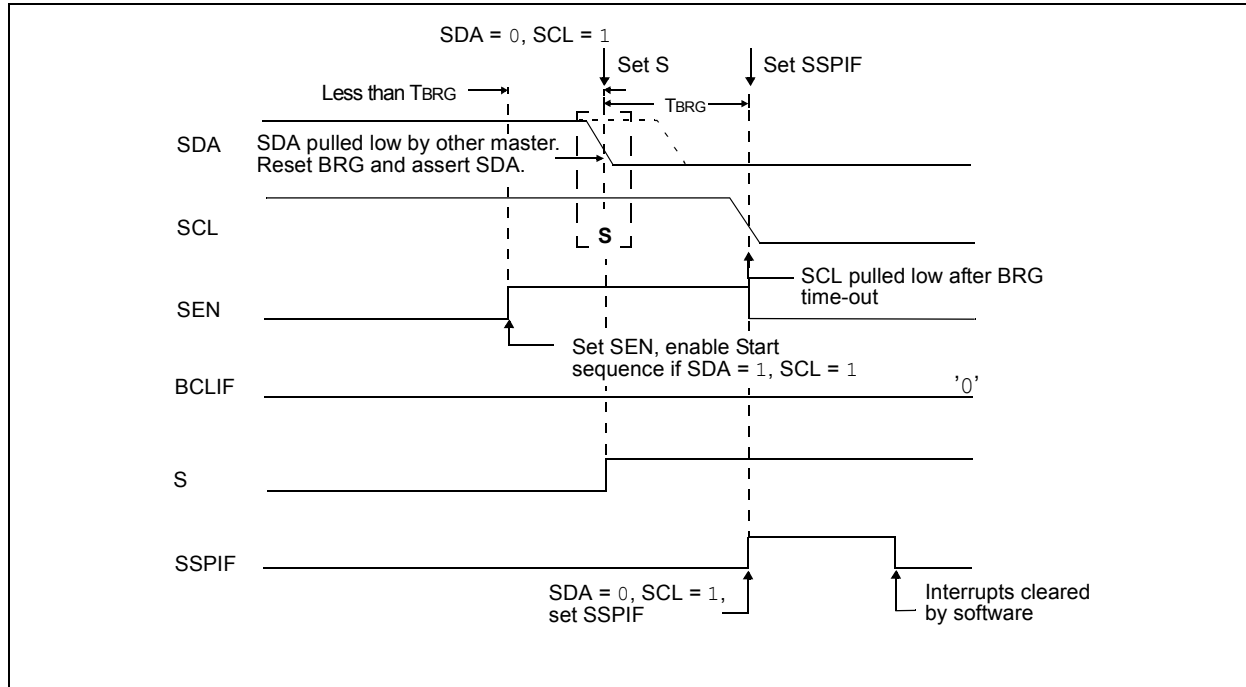 SDA = 0, SCL = 1
Set S
Set SSPIF
Less than TBRG
TBRG
SDA
SDA pulled low by other master.
Reset BRG and assert SDA.
SCL
S
SCL pulled low after BRG
time-out
SEN
Set SEN, enable Start
sequence if SDA = 1, SCL = 1
BCLIF
'0'
S
SSPIF
SDA = 0, SCL = 1,
set SSPIF
Interrupts cleared
by software